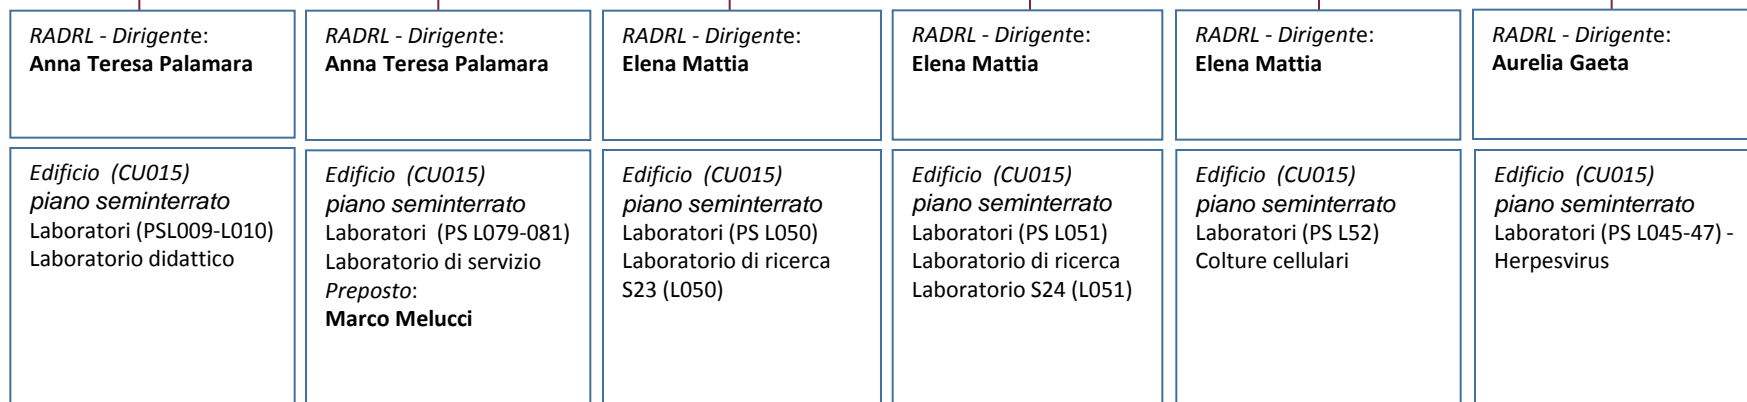 RADRL - Dirigente:
Anna Teresa Palamara
RADRL - Dirigente:
Anna Teresa Palamara
RADRL - Dirigente:
Elena Mattia
RADRL - Dirigente:
Elena Mattia
RADRL - Dirigente:
Elena Mattia
RADRL - Dirigente:
Aurelia Gaeta
Edificio (CU015)
piano seminterrato
Laboratori (PSL009-L010)
Laboratorio didattico
Edificio (CU015)
piano seminterrato
Laboratori (PS L079-081)
Laboratorio di servizio
Preposto:
Marco Melucci
Edificio (CU015)
piano seminterrato
Laboratori (PS L050)
Laboratorio di ricerca
S23 (L050)
Edificio (CU015)
piano seminterrato
Laboratori (PS L051)
Laboratorio di ricerca
Laboratorio S24 (L051)
Edificio (CU015)
piano seminterrato
Laboratori (PS L52)
Colture cellulari
Edificio (CU015)
piano seminterrato
Laboratori (PS L045-47) -
Herpesvirus